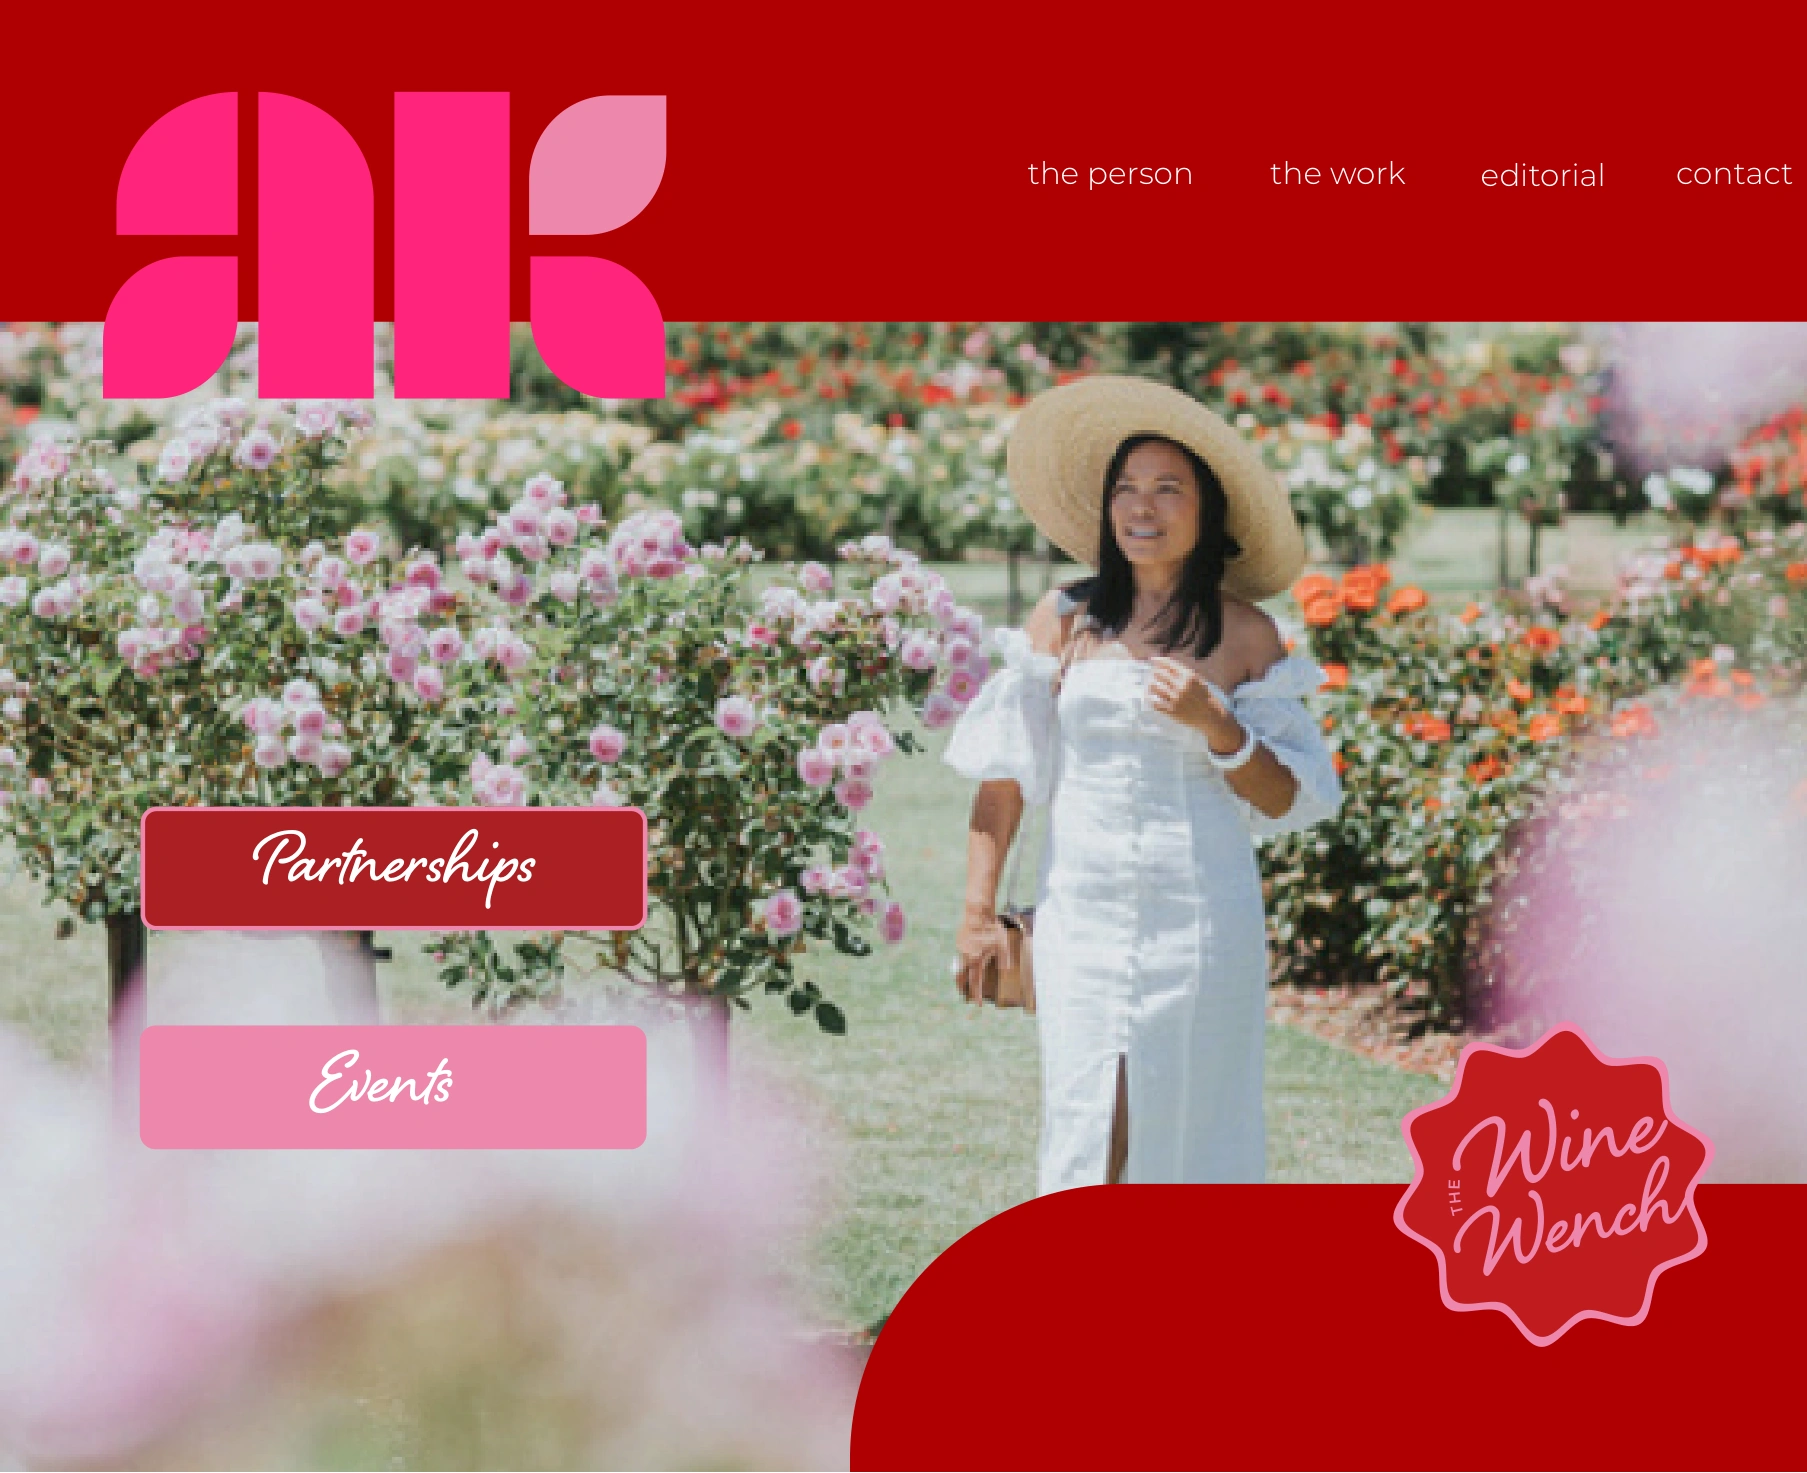 ak
the person
the work
editorial
contact
Partnerships
Events
THE
Wine
Wench